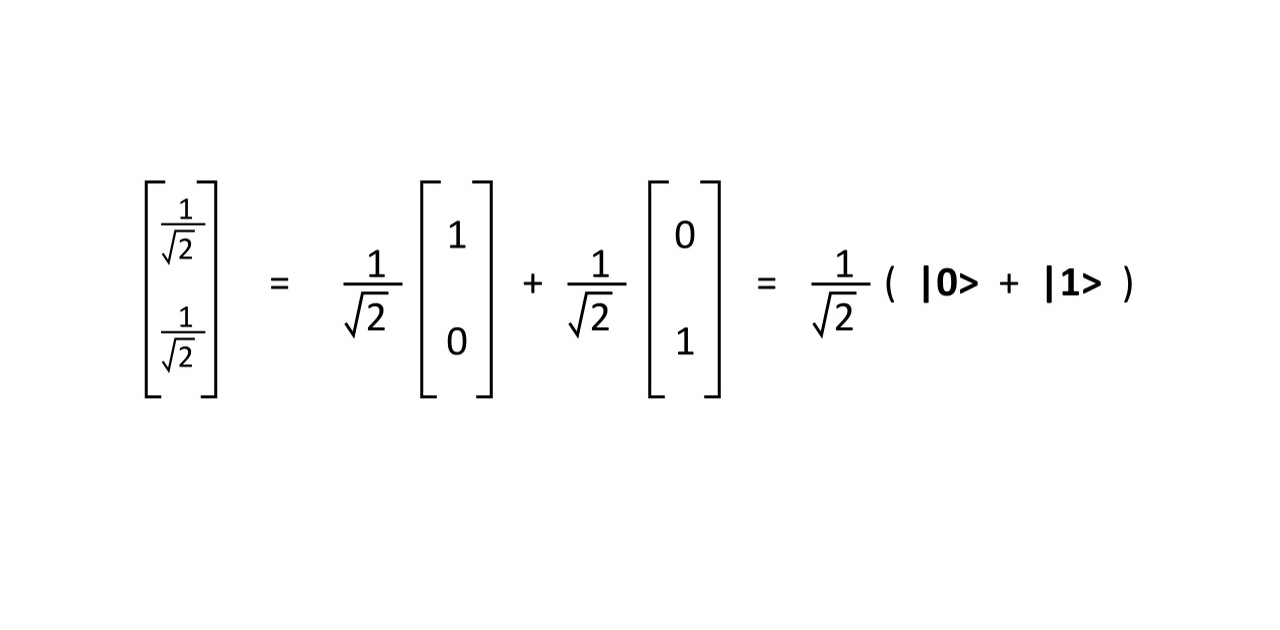 [1/√2 1/√2] = 1/√2 [1 0] + 1/√2 [0 1] = 1/√2 ( |0> + |1> )